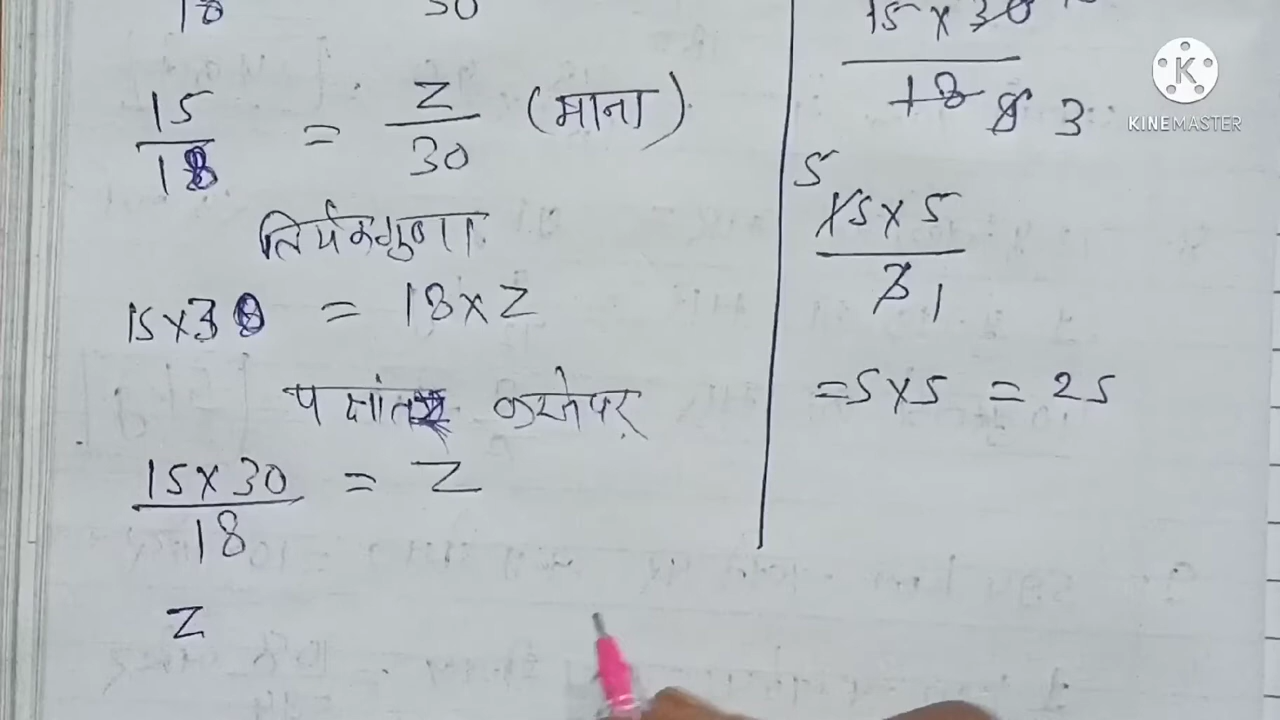 18 30
15/18 = z/30 (माना)
तिर्यकगुणा
15×30 = 18×z
पक्षांतर करनेपर
15×30/18 = z
z
15×30
18 8 3
5
15×5
3 1
=5×5 = 25
KINEMASTER